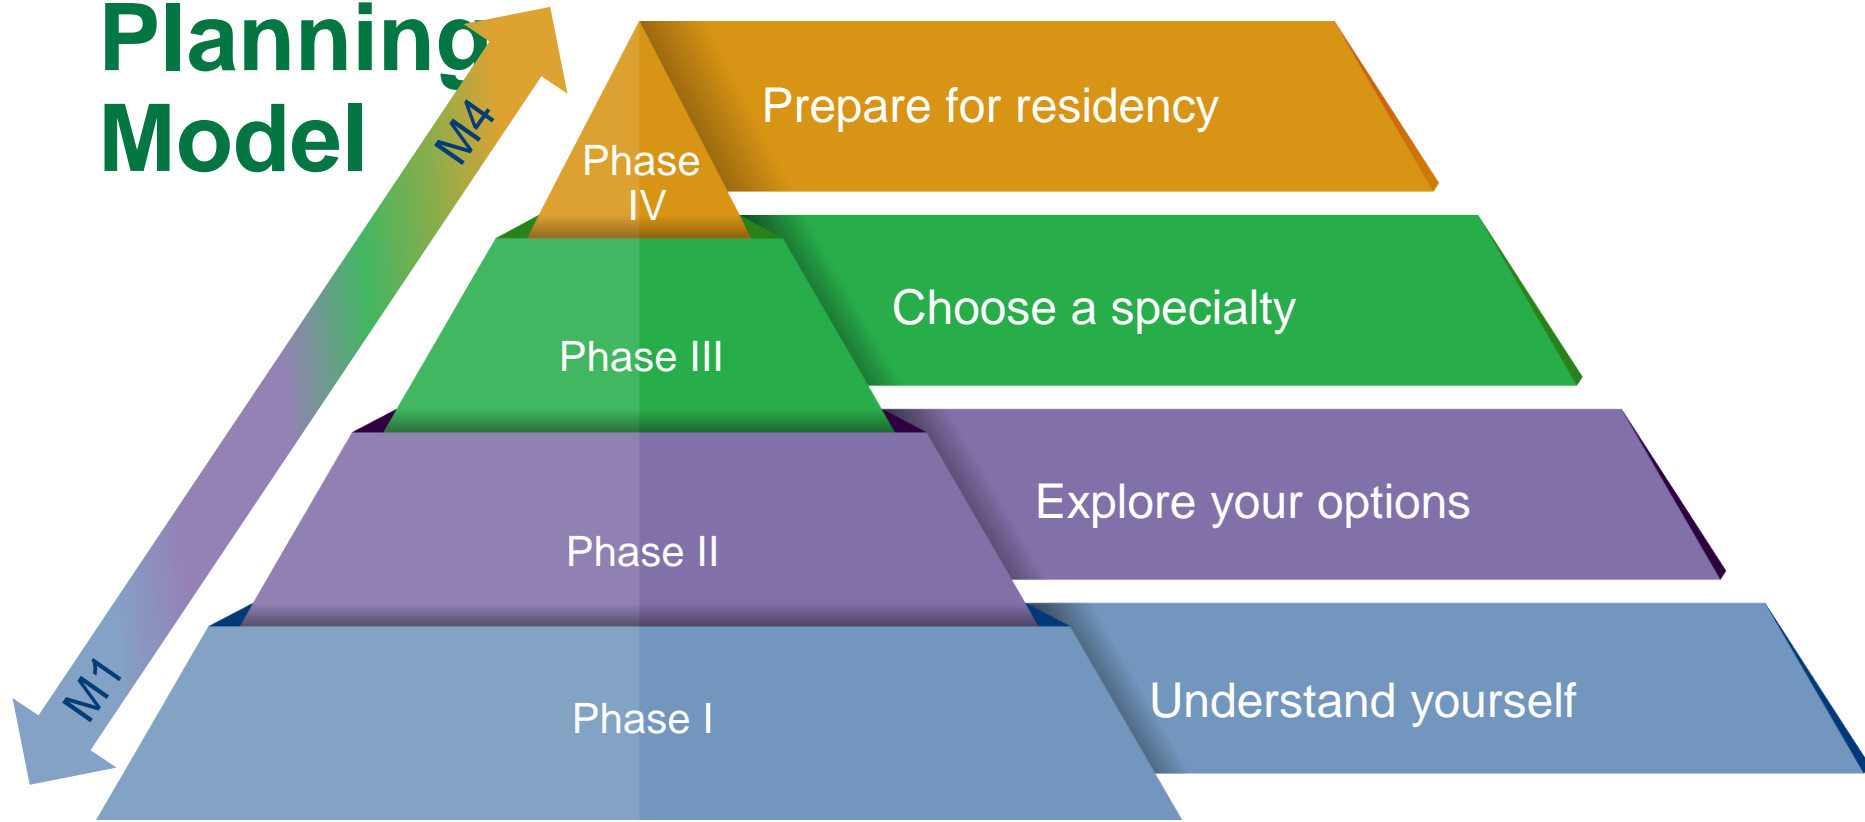 Planning
Model
M4
M1
Phase
IV
Prepare for residency
Phase III
Choose a specialty
Phase II
Explore your options
Phase I
Understand yourself